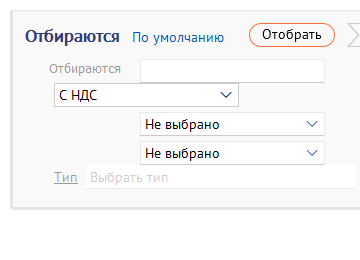 Отбираются По умолчанию Отобрать
Отбираются
С НДС
Не выбрано
Не выбрано
Тип Выбрать тип